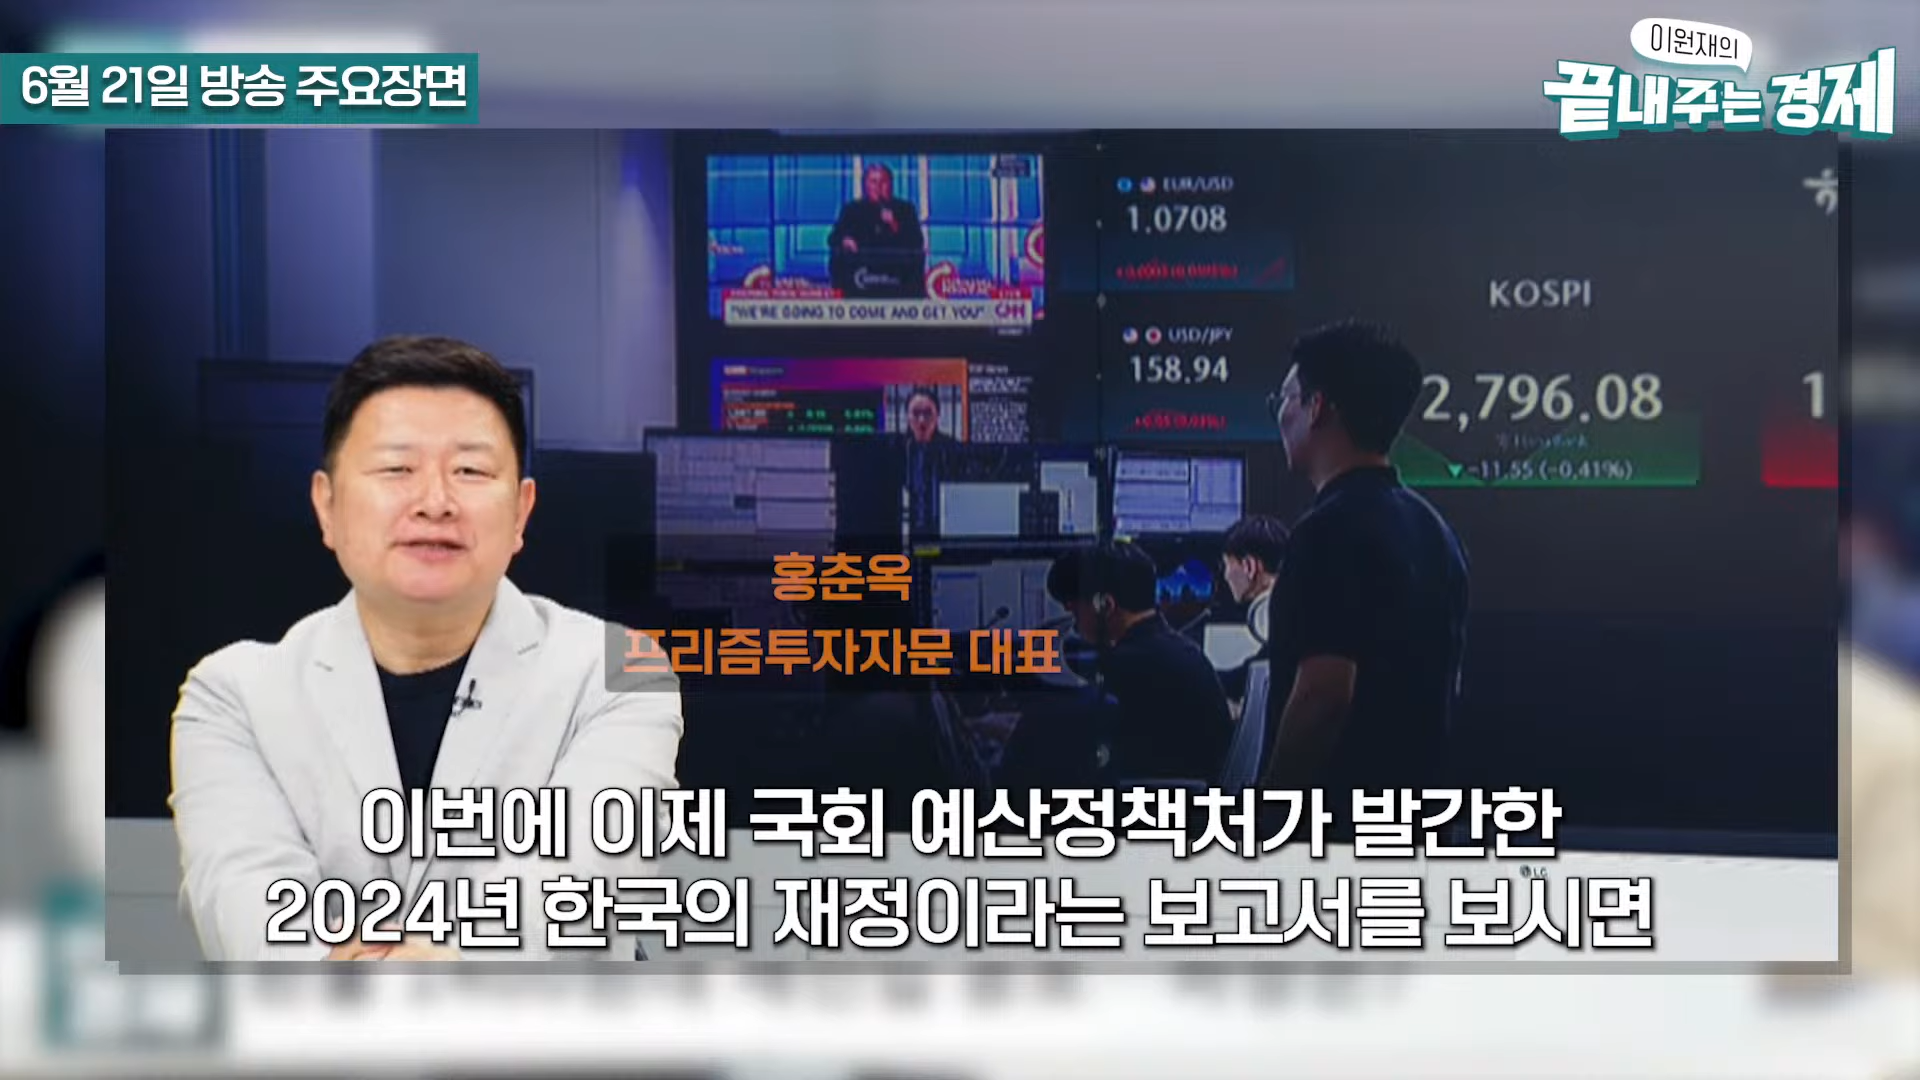 6월 21일 방송 주요장면
이원재의
끝내주는 경제
EUR/USD
1.0708
"WE'RE GOING TO COME AND GET YOU"
USD/JPY
158.94
KOSPI
2,796.08
▼-11.55 (-0.41%)
홍춘옥
프리즘투자자문 대표
이번에 이제 국회 예산정책처가 발간한
2024년 한국의 재정이라는 보고서를 보시면
LG